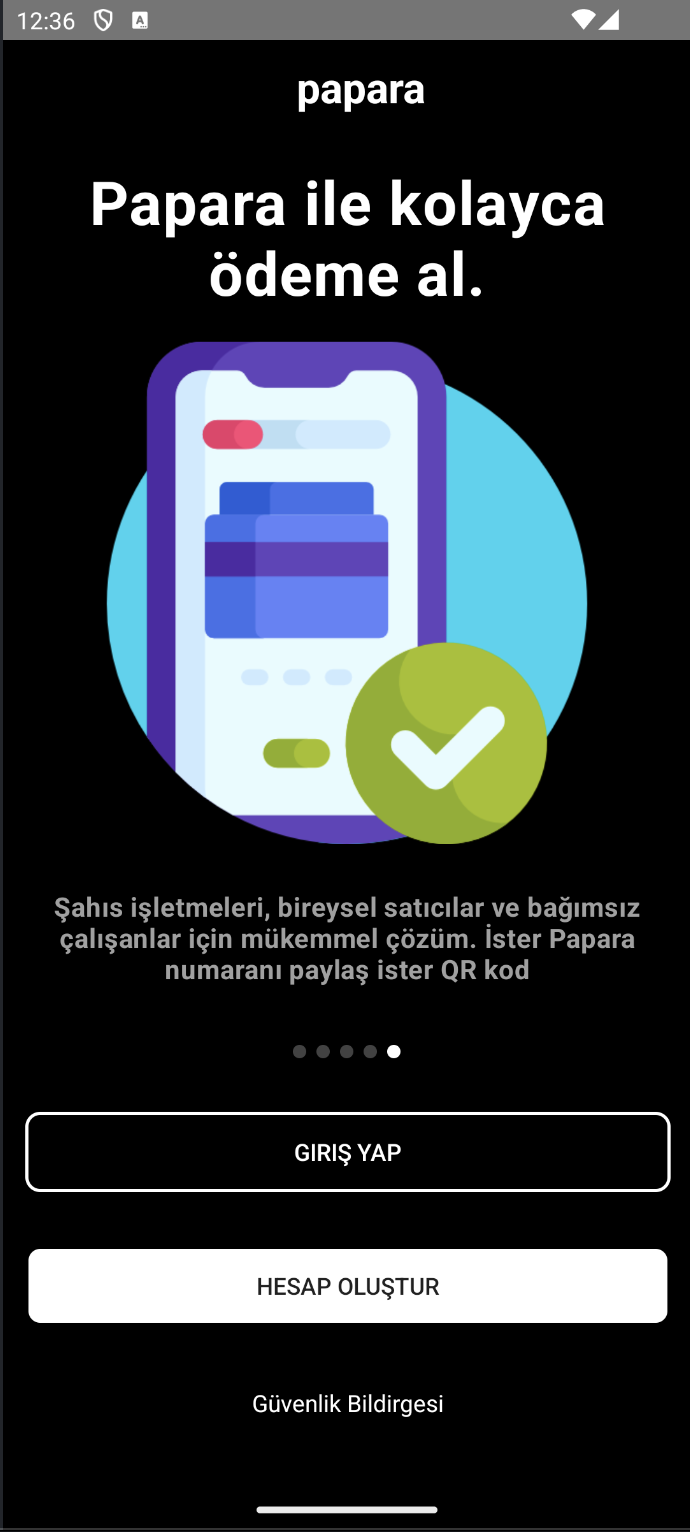 12:36
A
papara
Papara ile kolayca
ödeme al.
Şahıs işletmeleri, bireysel satıcılar ve bağımsız
çalışanlar için mükemmel çözüm. İster Papara
numaranı paylaş ister QR kod
GIRIŞ YAP
HESAP OLUŞTUR
Güvenlik Bildirgesi